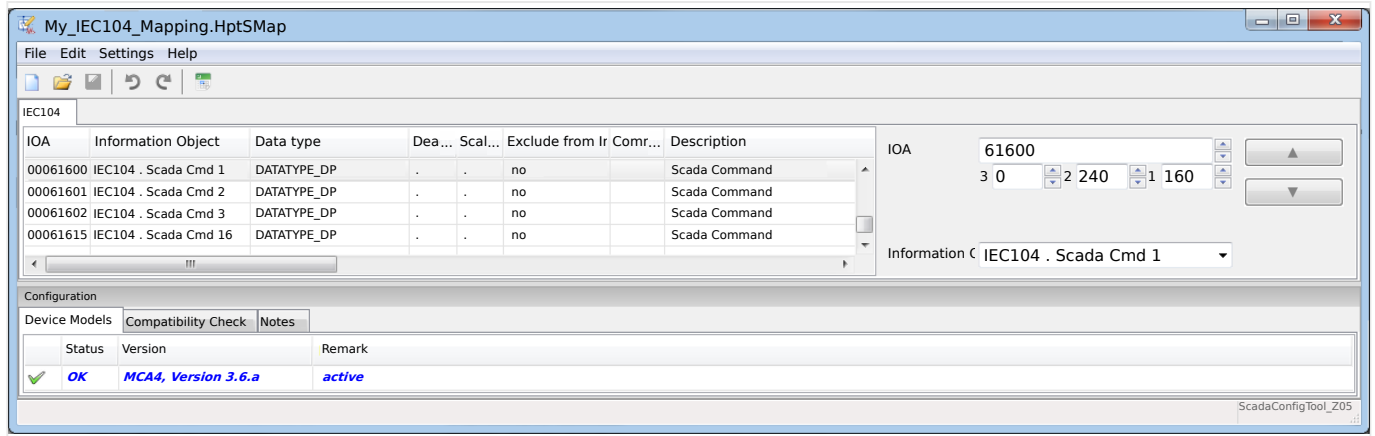 My_IEC104_Mapping.HptSMap
File Edit Settings Help
IEC104
IOA Information Object Data type Dea... Scal... Exclude from Ir Comr... Description
00061600 IEC104 . Scada Cmd 1 DATATYPE_DP . . no Scada Command
00061601 IEC104 . Scada Cmd 2 DATATYPE_DP . . no Scada Command
00061602 IEC104 . Scada Cmd 3 DATATYPE_DP . . no Scada Command
00061615 IEC104 . Scada Cmd 16 DATATYPE_DP . . no Scada Command
IOA 61600
3 0 2 240 1 160
Information C IEC104 . Scada Cmd 1
Configuration
Device Models Compatibility Check Notes
Status Version Remark
OK MCA4, Version 3.6.a active
ScadaConfigTool_Z05